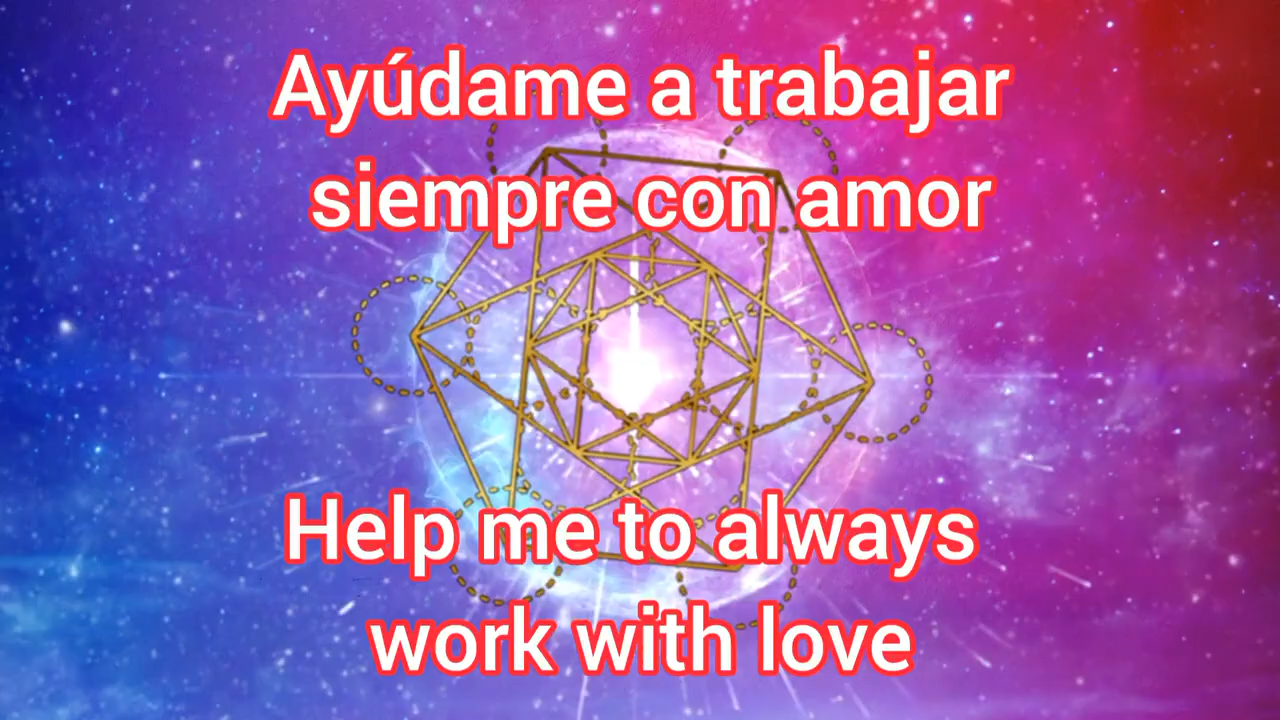 Ayúdame a trabajar
siempre con amor
Help me to always
work with love